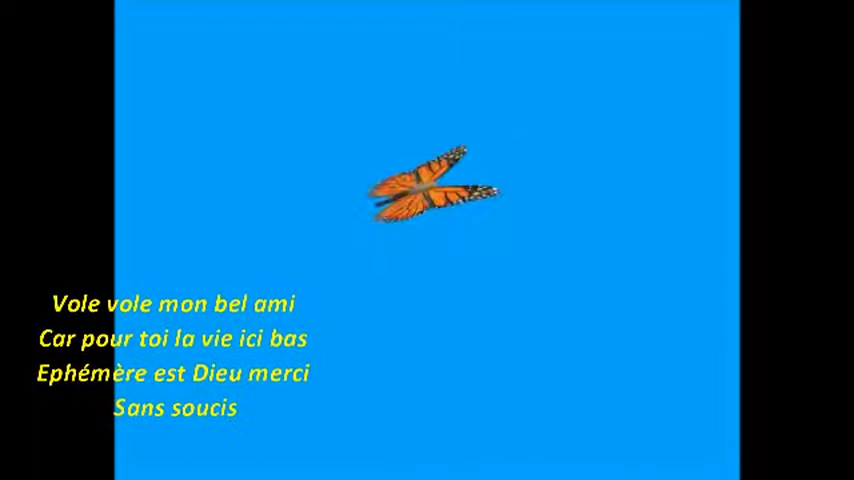 Vole vole mon bel ami
Car pour toi la vie ici bas
Ephémère est Dieu merci
Sans soucis